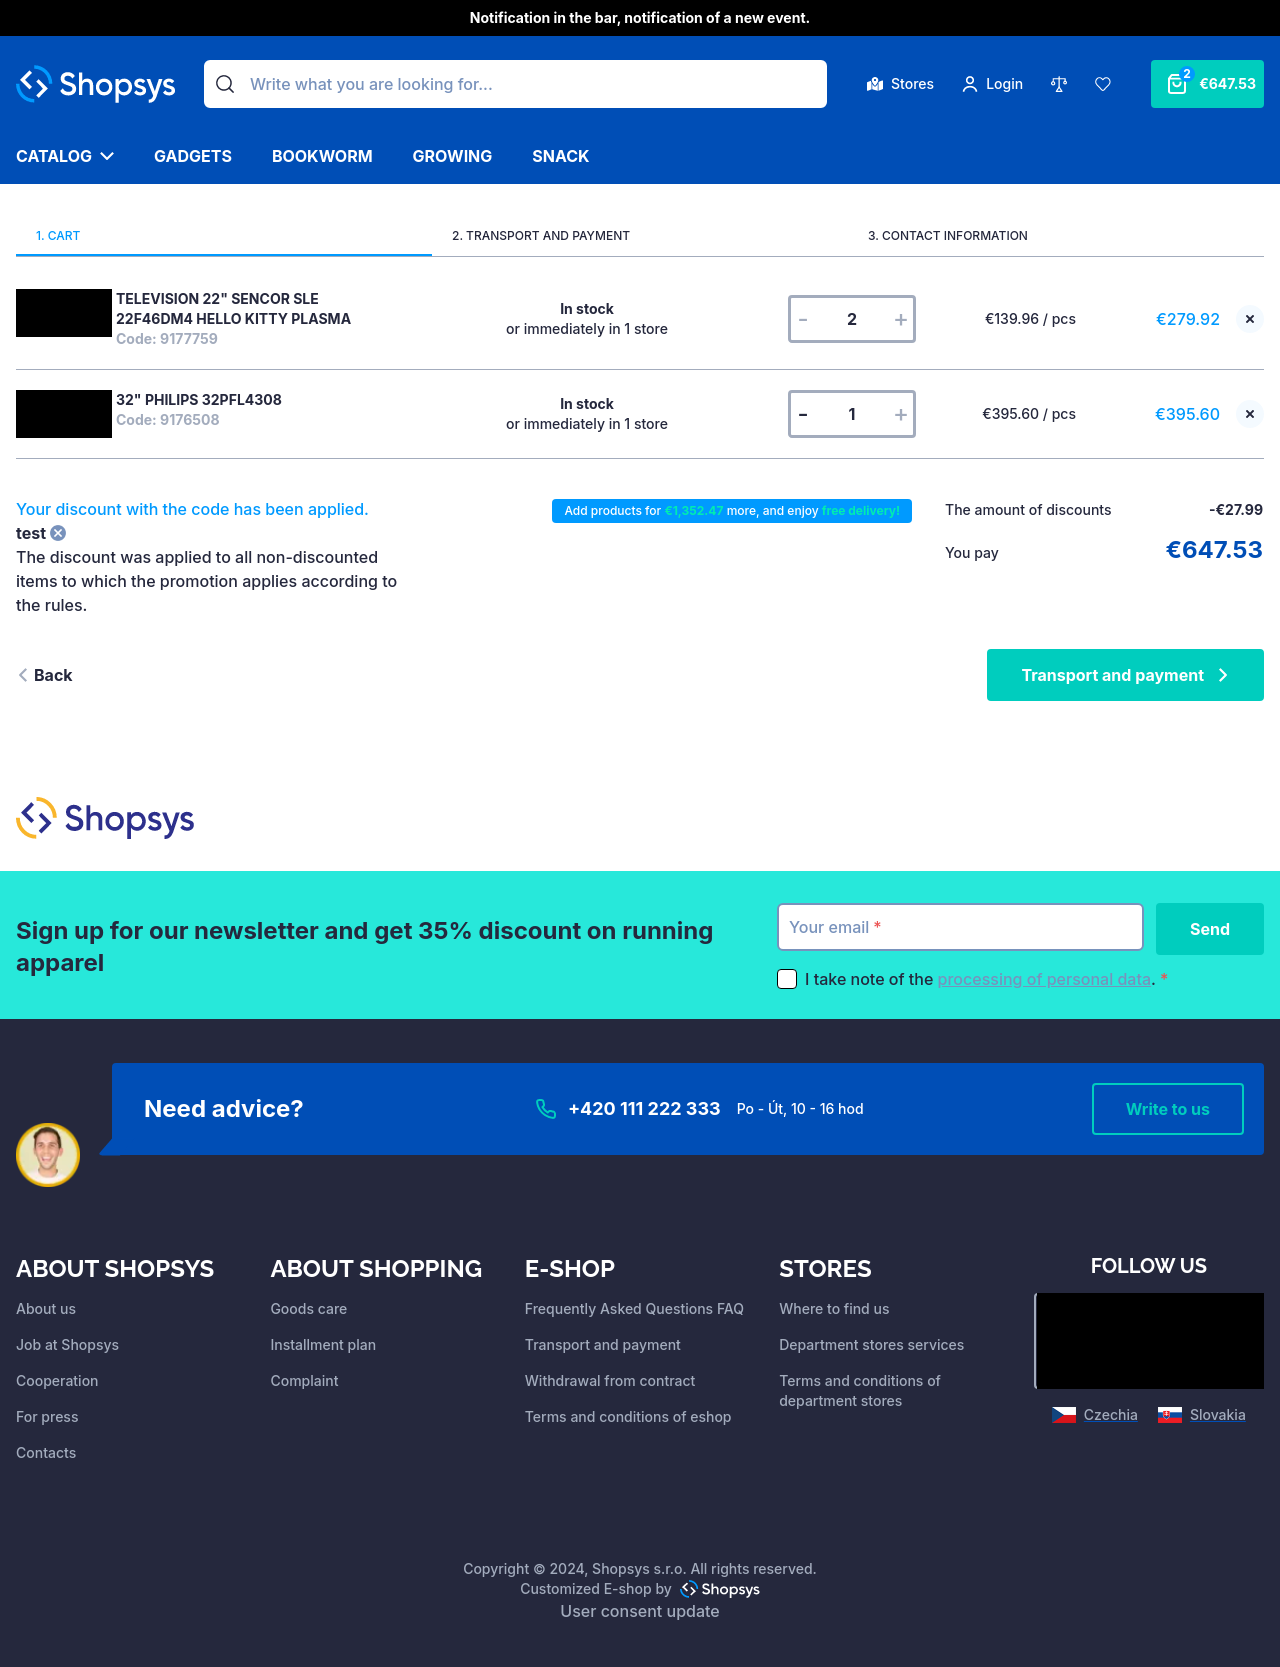 Notification in the bar, notification of a new event.
Shopsys
Write what you are looking for...
Stores
Login
2
€647.53
CATALOG
GADGETS
BOOKWORM
GROWING
SNACK
1. CART
2. TRANSPORT AND PAYMENT
3. CONTACT INFORMATION
TELEVISION 22" SENCOR SLE
22F46DM4 HELLO KITTY PLASMA
Code: 9177759
In stock
or immediately in 1 store
- 2 +
€139.96 / pcs
€279.92
32" PHILIPS 32PFL4308
Code: 9176508
In stock
or immediately in 1 store
- 1 +
€395.60 / pcs
€395.60
Your discount with the code has been applied.
test
The discount was applied to all non-discounted
items to which the promotion applies according to
the rules.
Add products for €1,352.47 more, and enjoy free delivery!
The amount of discounts
-€27.99
You pay
€647.53
Back
Transport and payment
Shopsys
Sign up for our newsletter and get 35% discount on running
apparel
Your email *
Send
I take note of the processing of personal data. *
Need advice?
+420 111 222 333
Po - Út, 10 - 16 hod
Write to us
ABOUT SHOPSYS
About us
Job at Shopsys
Cooperation
For press
Contacts
ABOUT SHOPPING
Goods care
Installment plan
Complaint
E-SHOP
Frequently Asked Questions FAQ
Transport and payment
Withdrawal from contract
Terms and conditions of eshop
STORES
Where to find us
Department stores services
Terms and conditions of
department stores
FOLLOW US
Czechia
Slovakia
Copyright © 2024, Shopsys s.r.o. All rights reserved.
Customized E-shop by Shopsys
User consent update